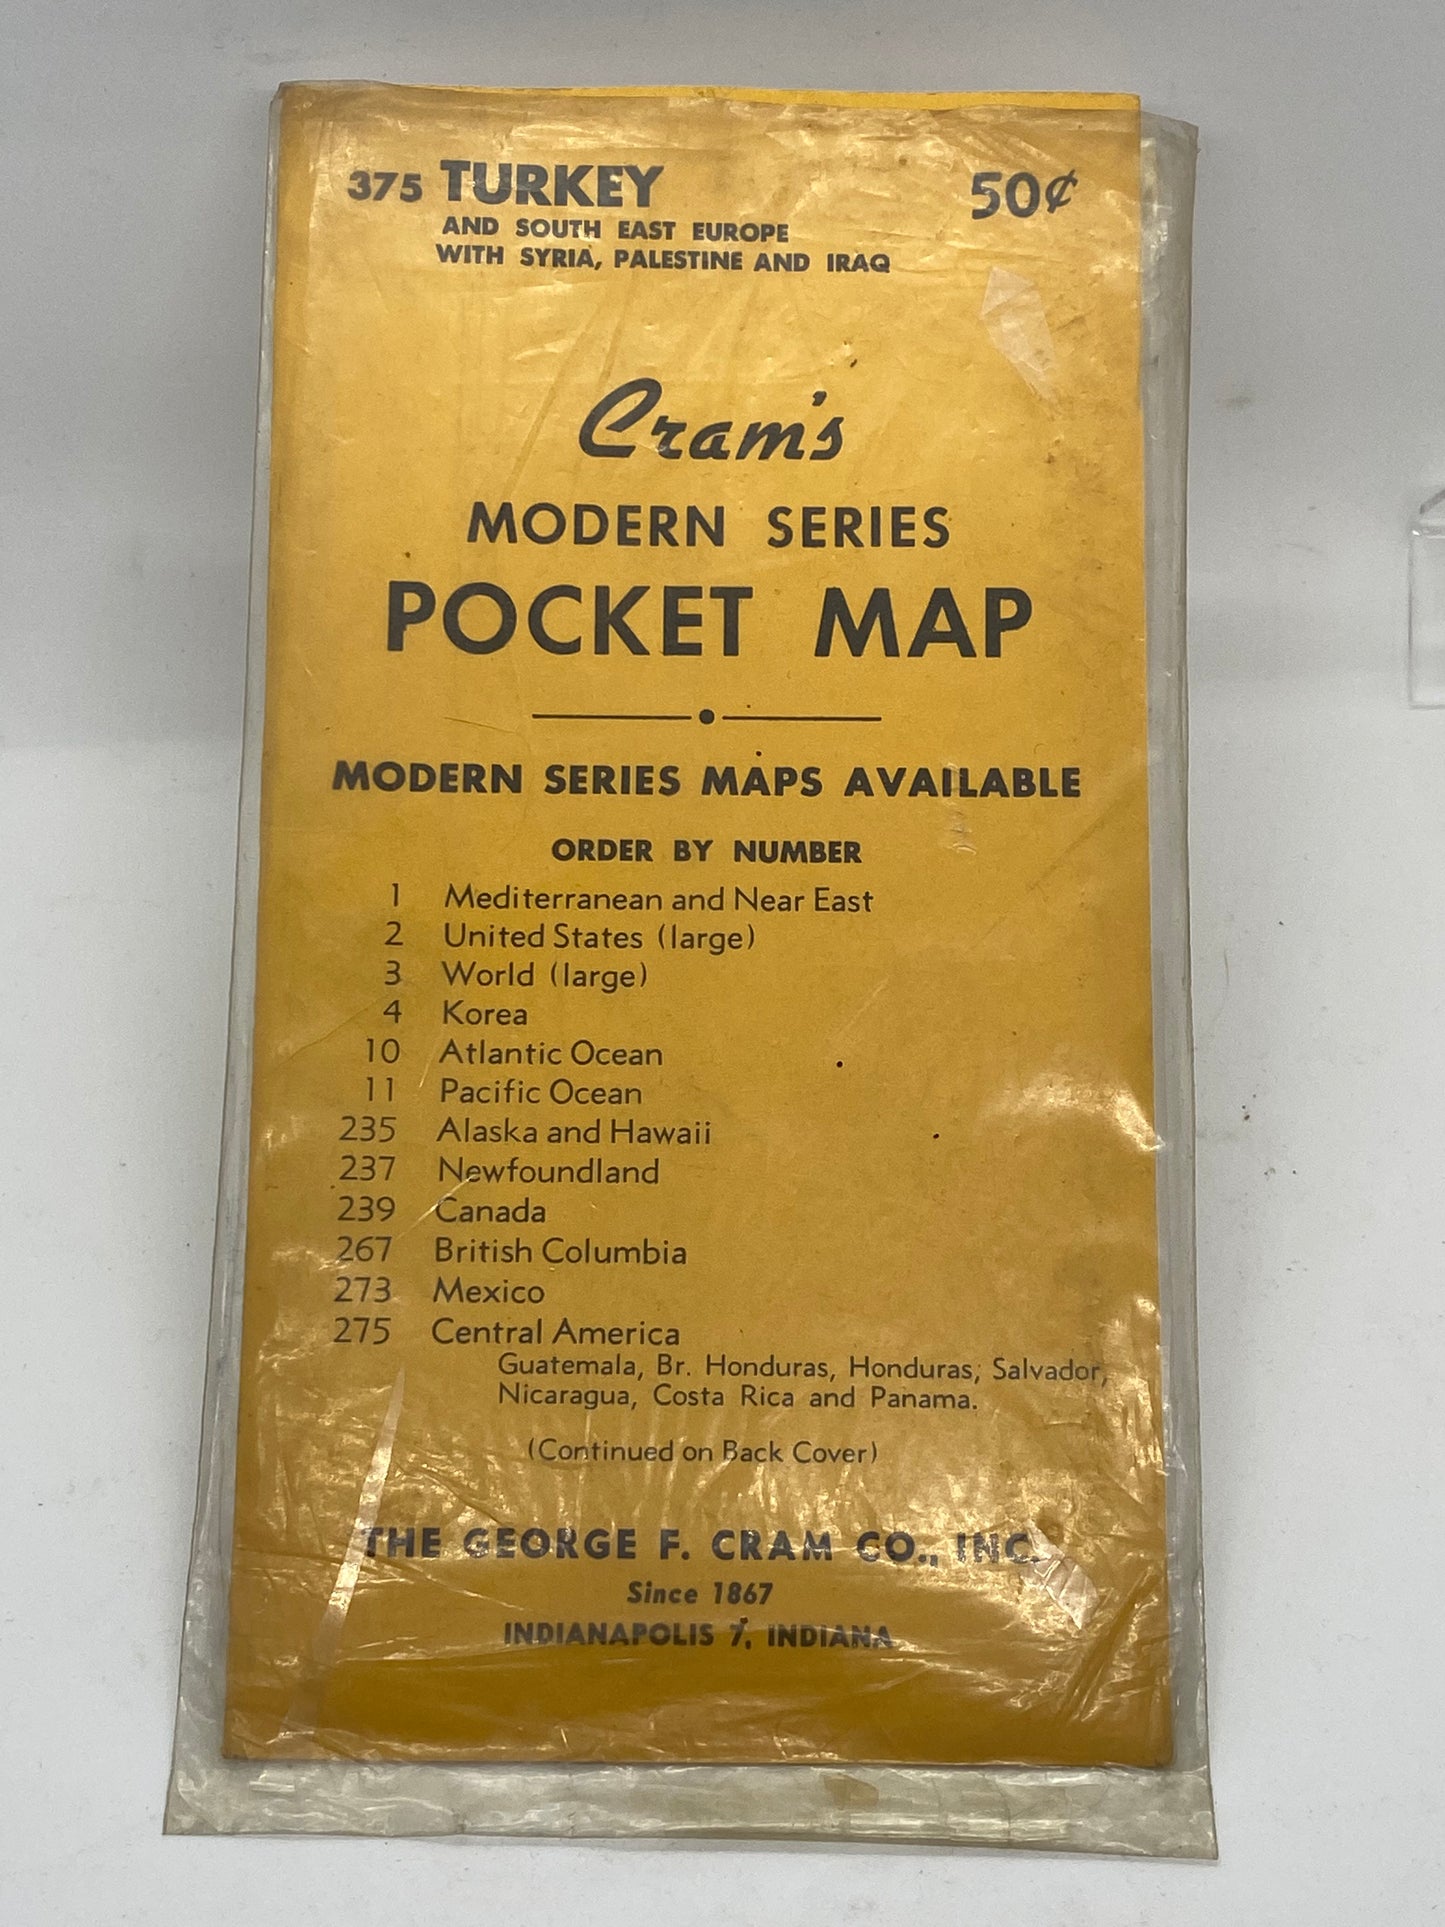 375 TURKEY 50¢
AND SOUTH EAST EUROPE
WITH SYRIA, PALESTINE AND IRAQ
Cram's
MODERN SERIES
POCKET MAP
MODERN SERIES MAPS AVAILABLE
ORDER BY NUMBER
1 Mediterranean and Near East
2 United States (large)
3 World (large)
4 Korea
10 Atlantic Ocean
11 Pacific Ocean
235 Alaska and Hawaii
237 Newfoundland
239 Canada
267 British Columbia
273 Mexico
275 Central America
Guatemala, Br. Honduras, Honduras, Salvador,
Nicaragua, Costa Rica and Panama.
(Continued on Back Cover)
THE GEORGE F. CRAM CO., INC.
Since 1867
INDIANAPOLIS 7, INDIANA